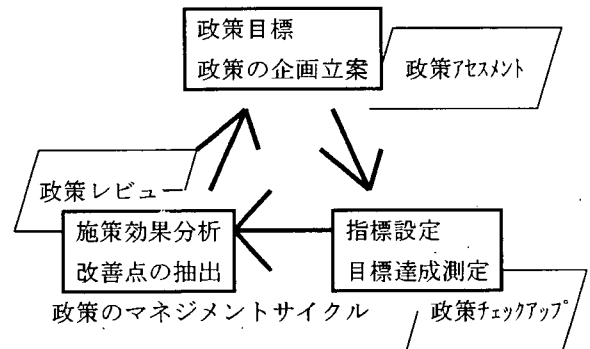 政策目標
政策の企画立案
政策ｱｾｽﾒﾝﾄ
政策レビュー
施策効果分析
改善点の抽出
指標設定
目標達成測定
政策のマネジメントサイクル
政策ﾁｪｯｸｱｯﾌﾟ